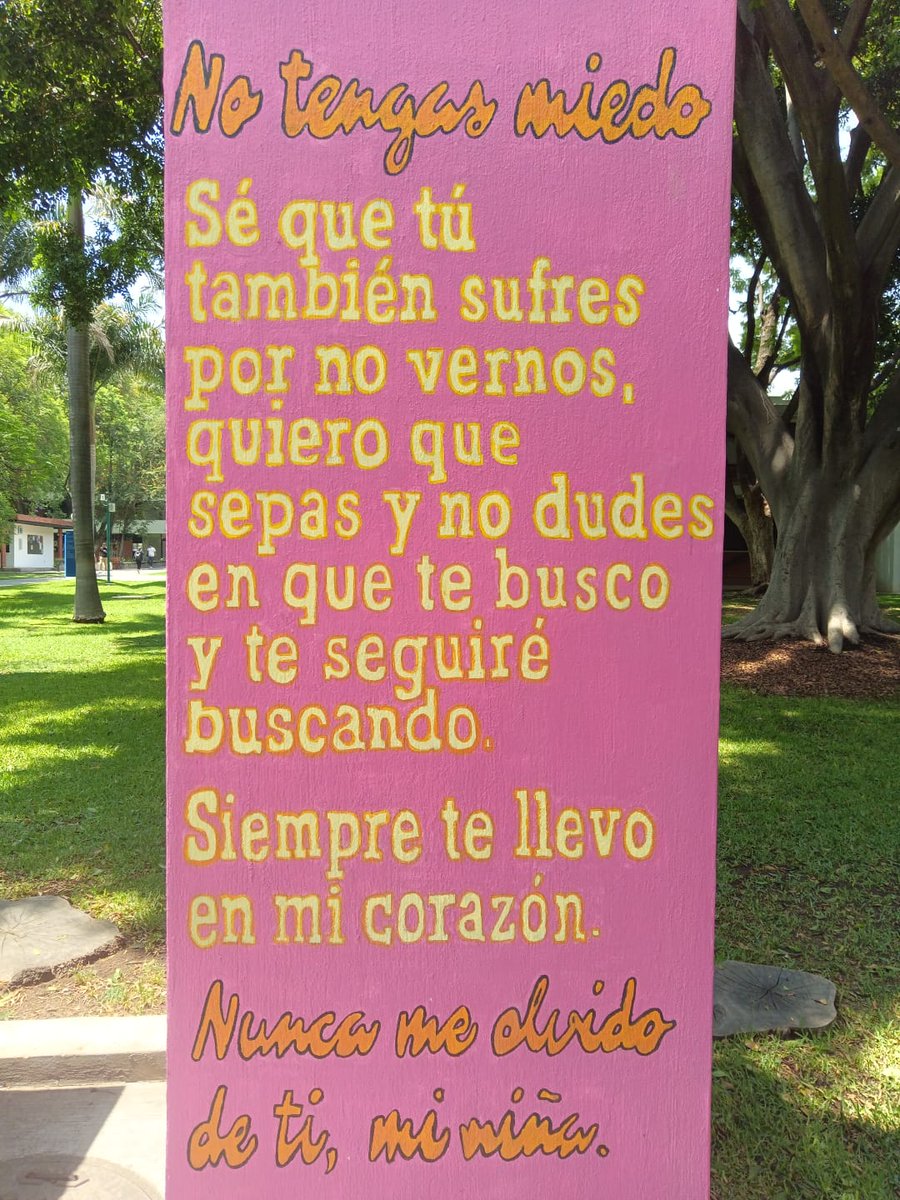 No tengas miedo
Sé que tú
también sufres
por no vernos,
quiero que
sepas y no dudes
en que te busco
y te seguiré
buscando.
Siempre te llevo
en mi corazón.
Nunca me olvido
de ti, mi niña.